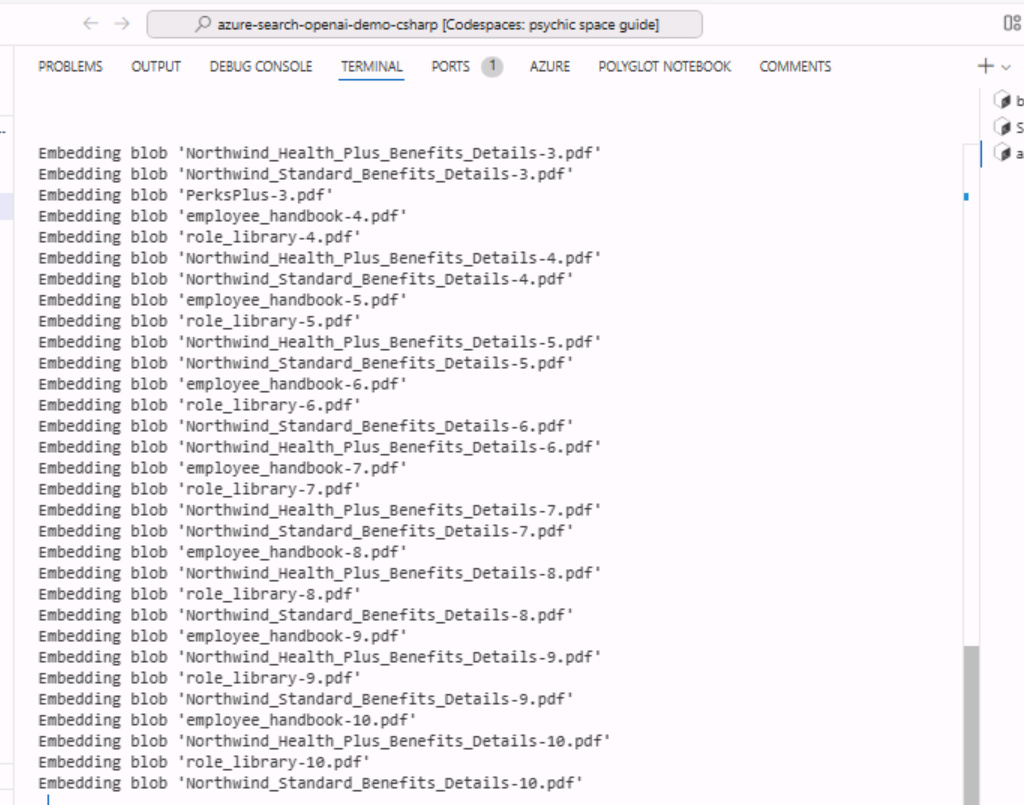 azure-search-openai-demo-csharp [Codespaces: psychic space guide]
PROBLEMS OUTPUT DEBUG CONSOLE TERMINAL PORTS 1 AZURE POLYGLOT NOTEBOOK COMMENTS
Embedding blob 'Northwind_Health_Plus_Benefits_Details-3.pdf'
Embedding blob 'Northwind_Standard_Benefits_Details-3.pdf'
Embedding blob 'PerksPlus-3.pdf'
Embedding blob 'employee_handbook-4.pdf'
Embedding blob 'role_library-4.pdf'
Embedding blob 'Northwind_Health_Plus_Benefits_Details-4.pdf'
Embedding blob 'Northwind_Standard_Benefits_Details-4.pdf'
Embedding blob 'employee_handbook-5.pdf'
Embedding blob 'role_library-5.pdf'
Embedding blob 'Northwind_Health_Plus_Benefits_Details-5.pdf'
Embedding blob 'Northwind_Standard_Benefits_Details-5.pdf'
Embedding blob 'employee_handbook-6.pdf'
Embedding blob 'role_library-6.pdf'
Embedding blob 'Northwind_Standard_Benefits_Details-6.pdf'
Embedding blob 'Northwind_Health_Plus_Benefits_Details-6.pdf'
Embedding blob 'employee_handbook-7.pdf'
Embedding blob 'role_library-7.pdf'
Embedding blob 'Northwind_Health_Plus_Benefits_Details-7.pdf'
Embedding blob 'Northwind_Standard_Benefits_Details-7.pdf'
Embedding blob 'employee_handbook-8.pdf'
Embedding blob 'Northwind_Health_Plus_Benefits_Details-8.pdf'
Embedding blob 'role_library-8.pdf'
Embedding blob 'Northwind_Standard_Benefits_Details-8.pdf'
Embedding blob 'employee_handbook-9.pdf'
Embedding blob 'Northwind_Health_Plus_Benefits_Details-9.pdf'
Embedding blob 'role_library-9.pdf'
Embedding blob 'Northwind_Standard_Benefits_Details-9.pdf'
Embedding blob 'employee_handbook-10.pdf'
Embedding blob 'Northwind_Health_Plus_Benefits_Details-10.pdf'
Embedding blob 'role_library-10.pdf'
Embedding blob 'Northwind_Standard_Benefits_Details-10.pdf'